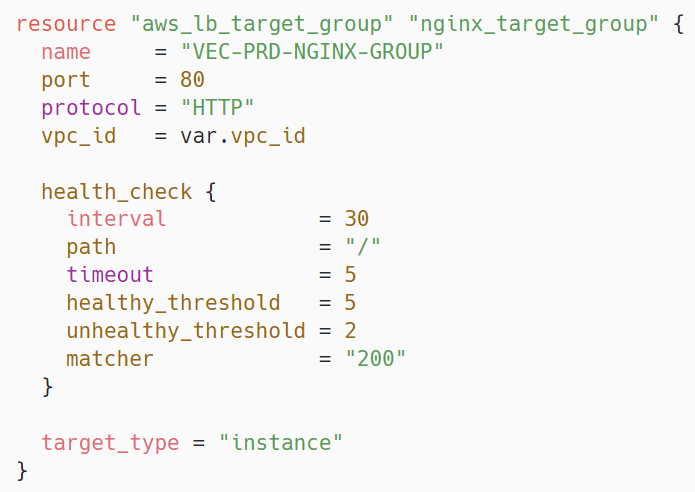 resource "aws_lb_target_group" "nginx_target_group" {
  name     = "VEC-PRD-NGINX-GROUP"
  port     = 80
  protocol = "HTTP"
  vpc_id   = var.vpc_id

  health_check {
    interval            = 30
    path                = "/"
    timeout             = 5
    healthy_threshold   = 5
    unhealthy_threshold = 2
    matcher             = "200"
  }

  target_type = "instance"
}